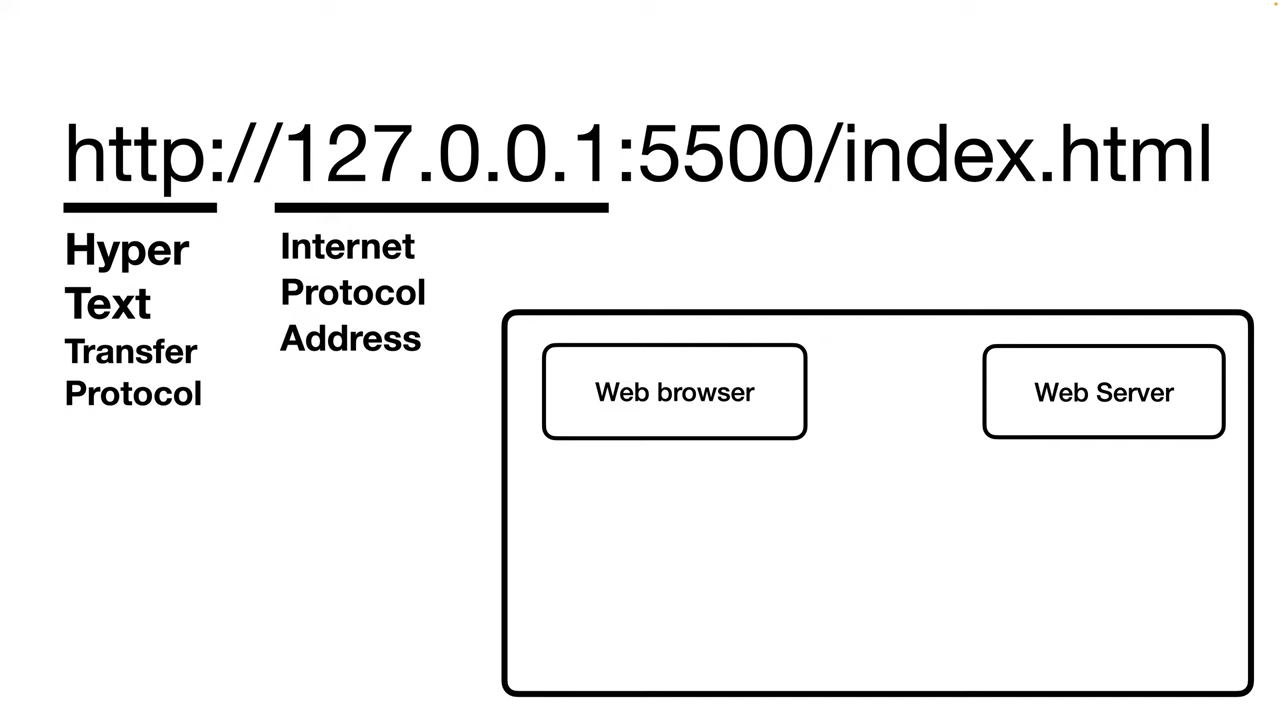 http://127.0.0.1:5500/index.html
Hyper
Text
Transfer
Protocol
Internet
Protocol
Address
Web browser
Web Server